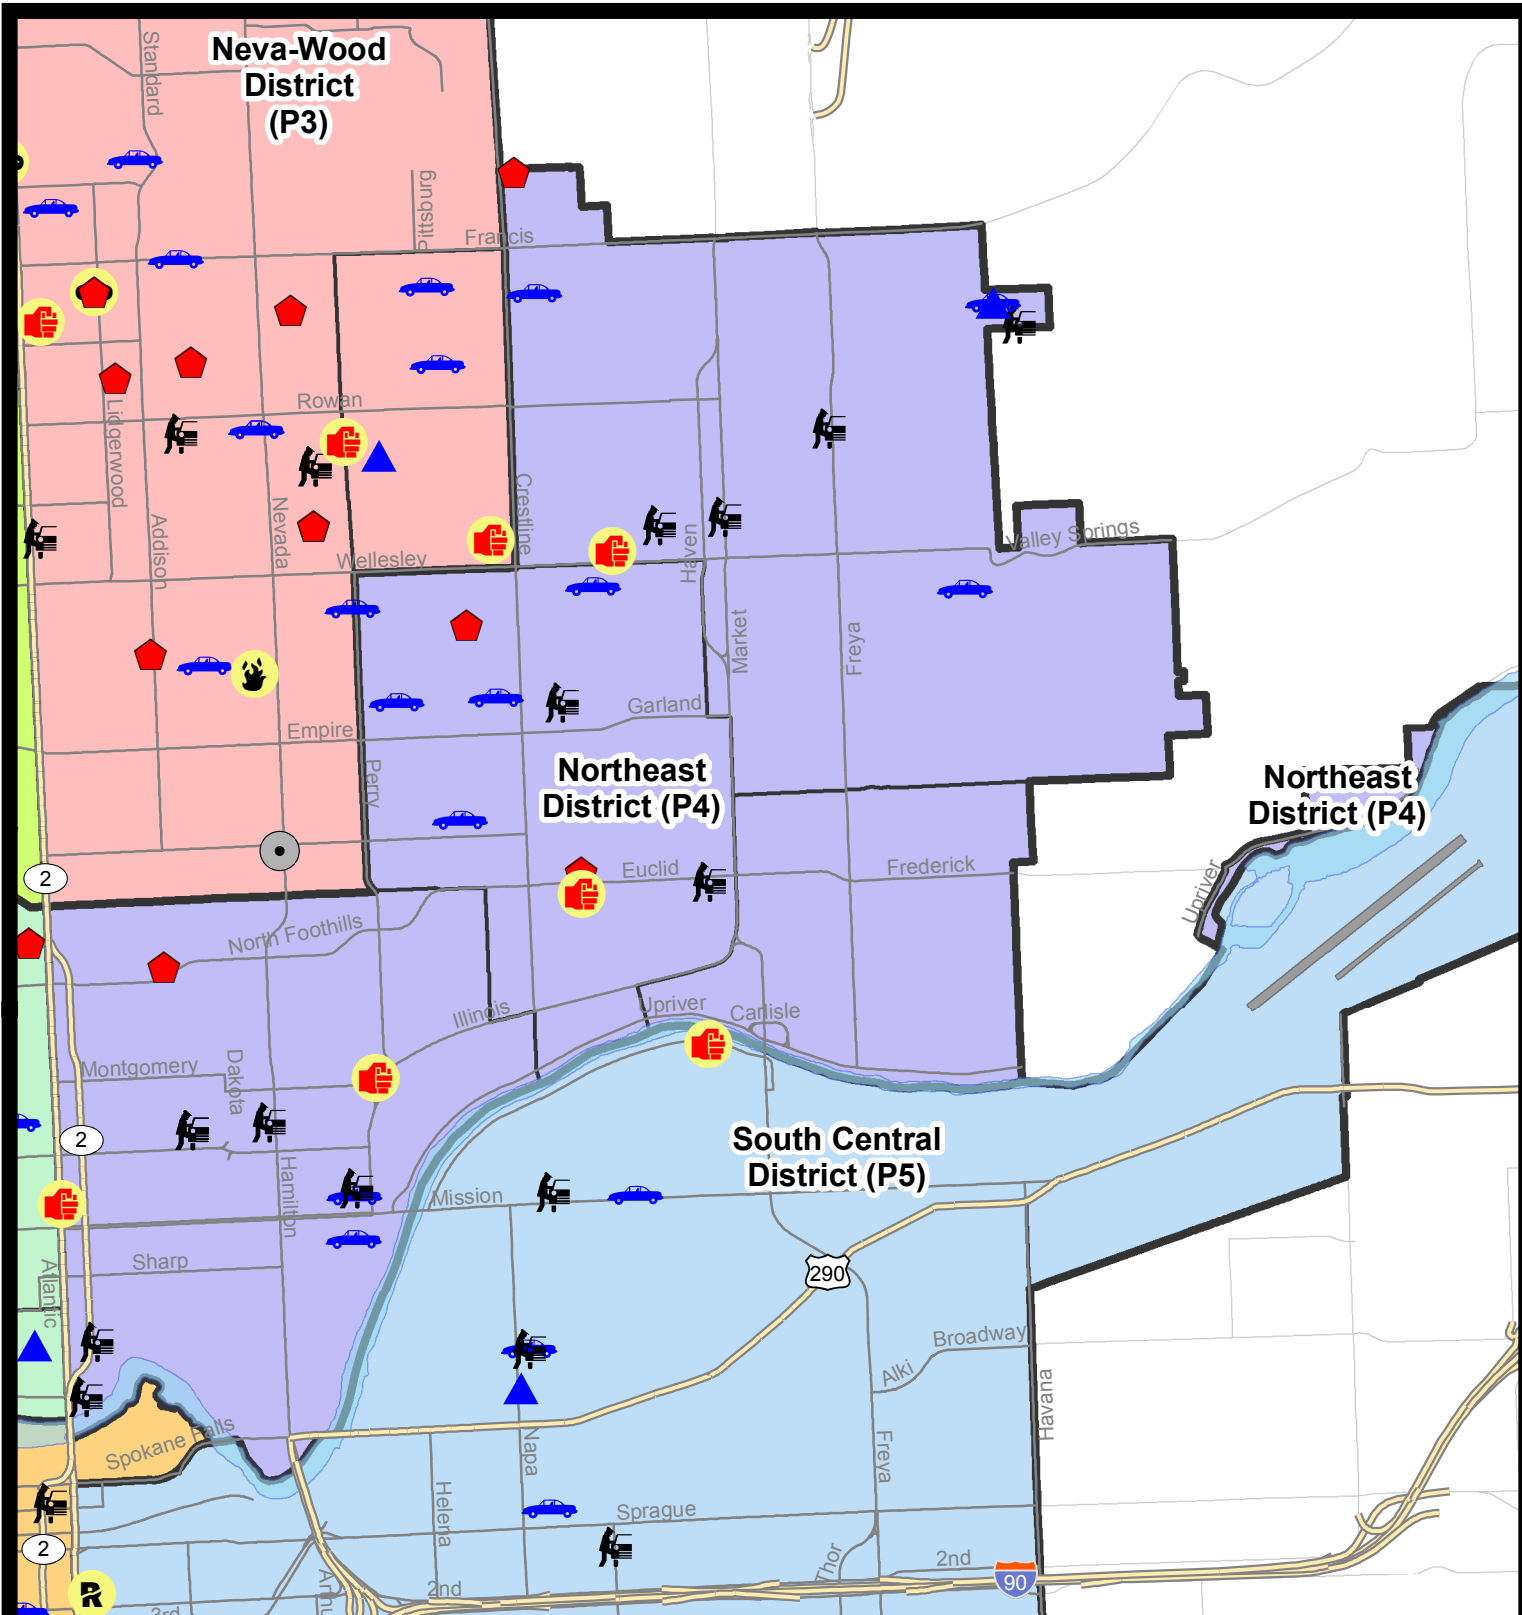 Neva-Wood
District
(P3)
Standard
Pittsburg
Francis
Rowan
Lidgerwood
Addison
Nevada
Crestline
Wellesley
Haven
Market
Freya
Valley Springs
Garland
Empire
Perry
Northeast
District (P4)
Northeast
District (P4)
Euclid
Frederick
Upriver
2
North Foothills
Illinois
Upriver
Carlisle
Montgomery
Dakota
2
Hamilton
Mission
South Central
District (P5)
Sharp
Atlantic
290
Broadway
Alki
Havana
Spokane Falls
Napa
Freya
Helena
Sprague
2
Thor
2nd
90
2nd
R
3rd